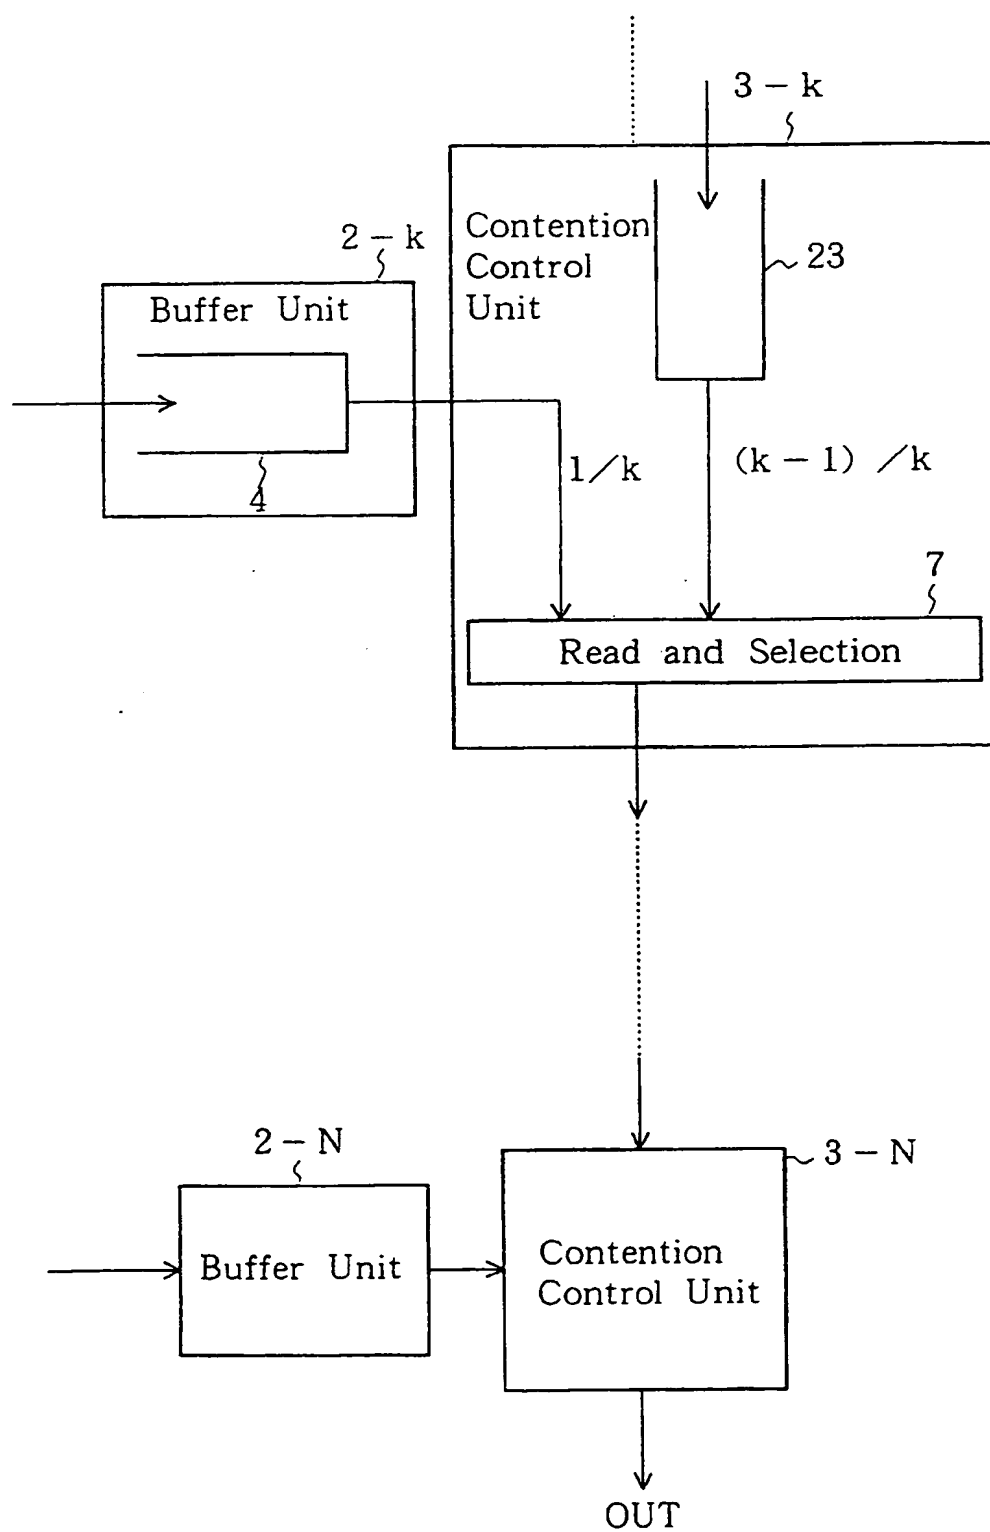 3 - k
Contention
Control
Unit
23
2 - k
Buffer Unit
4
1/k
(k - 1) /k
7
Read and Selection
2 - N
3 - N
Buffer Unit
Contention
Control Unit
OUT